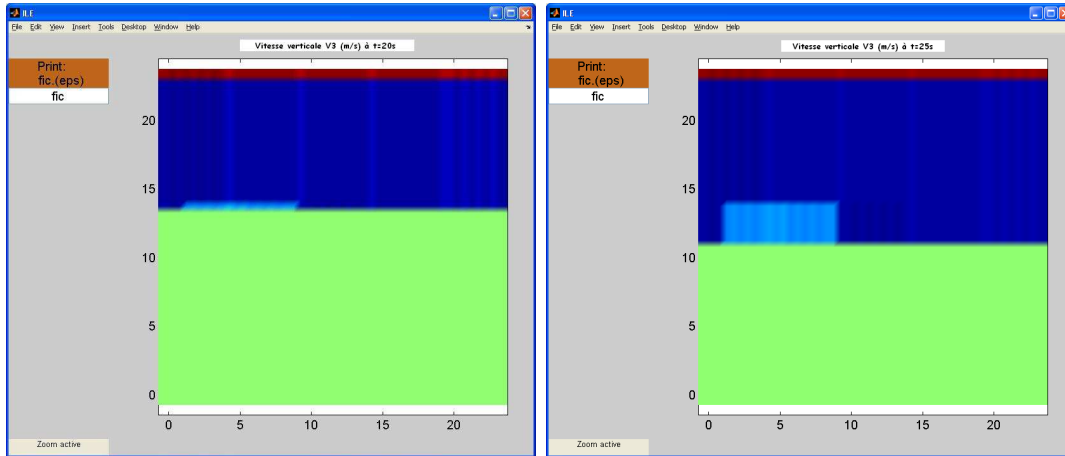 ILE
File Edit View Insert Tools Desktop Window Help
Vitesse verticale V3 (m/s) à t=20s
Print:
fic.(eps)
fic
20
15
10
5
0
0 5 10 15 20
Zoom active
ILE
File Edit View Insert Tools Desktop Window Help
Vitesse verticale V3 (m/s) à t=25s
Print:
fic.(eps)
fic
20
15
10
5
0
0 5 10 15 20
Zoom active